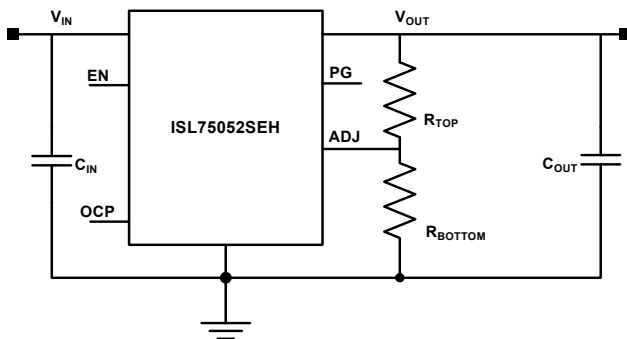 VIN
VOUT
EN
PG
ISL75052SEH
RTOP
ADJ
CIN
COUT
OCP
RBOTTOM